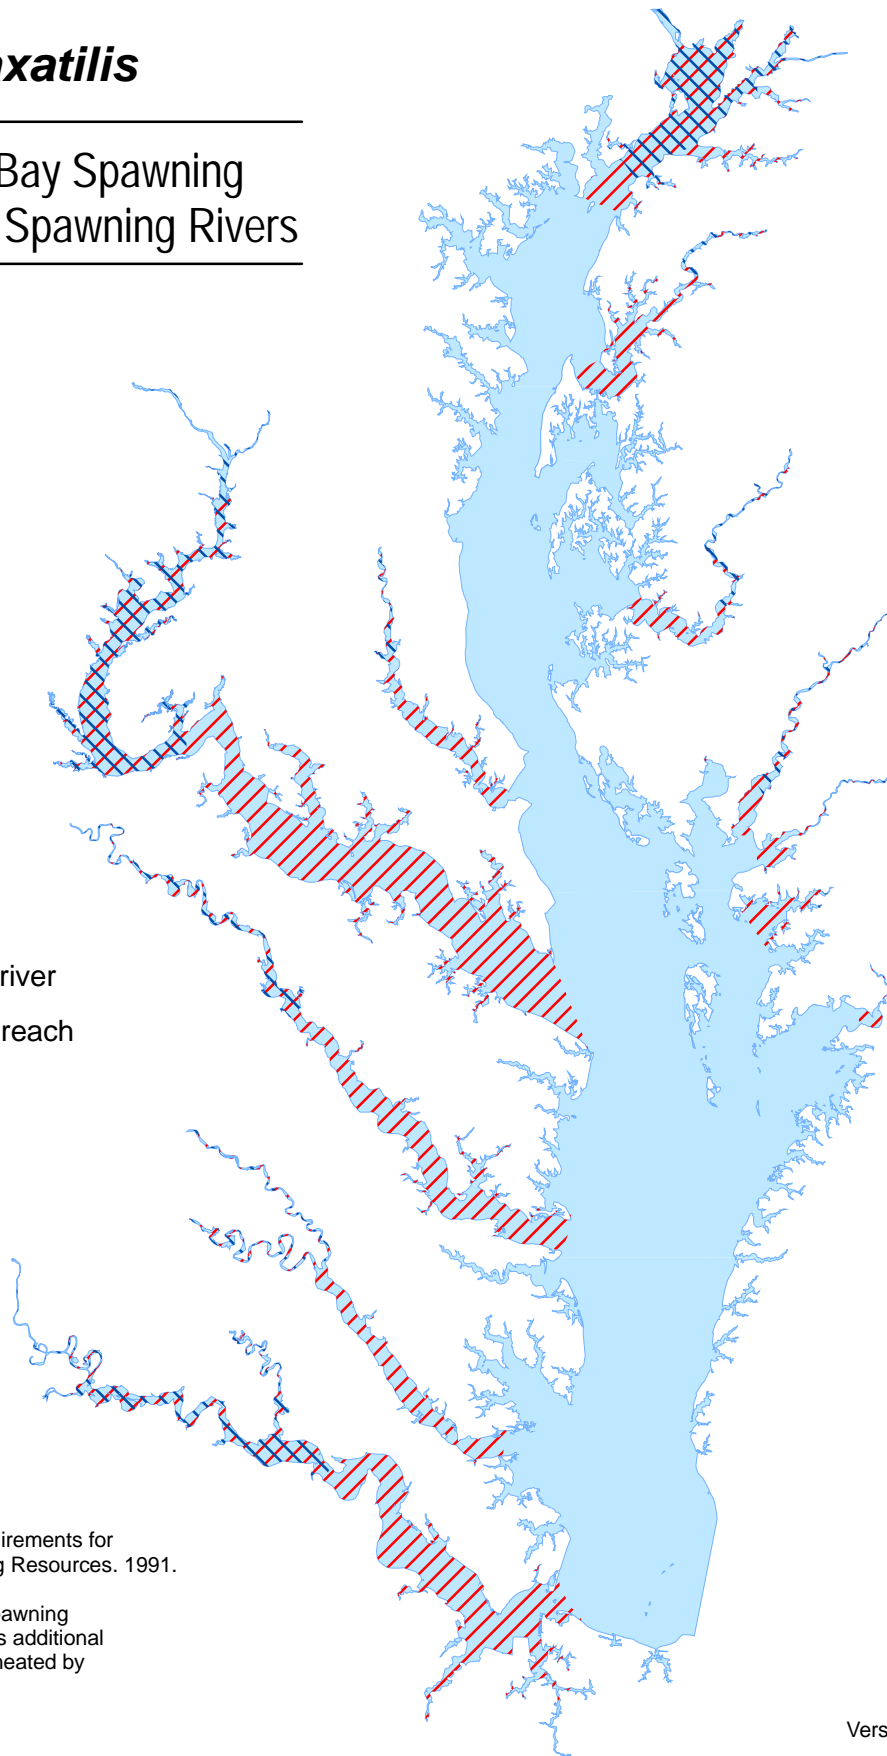 xatilis
Bay Spawning
Spawning Rivers
river
reach
irements for
g Resources. 1991.
awning
s additional
neated by
Vers